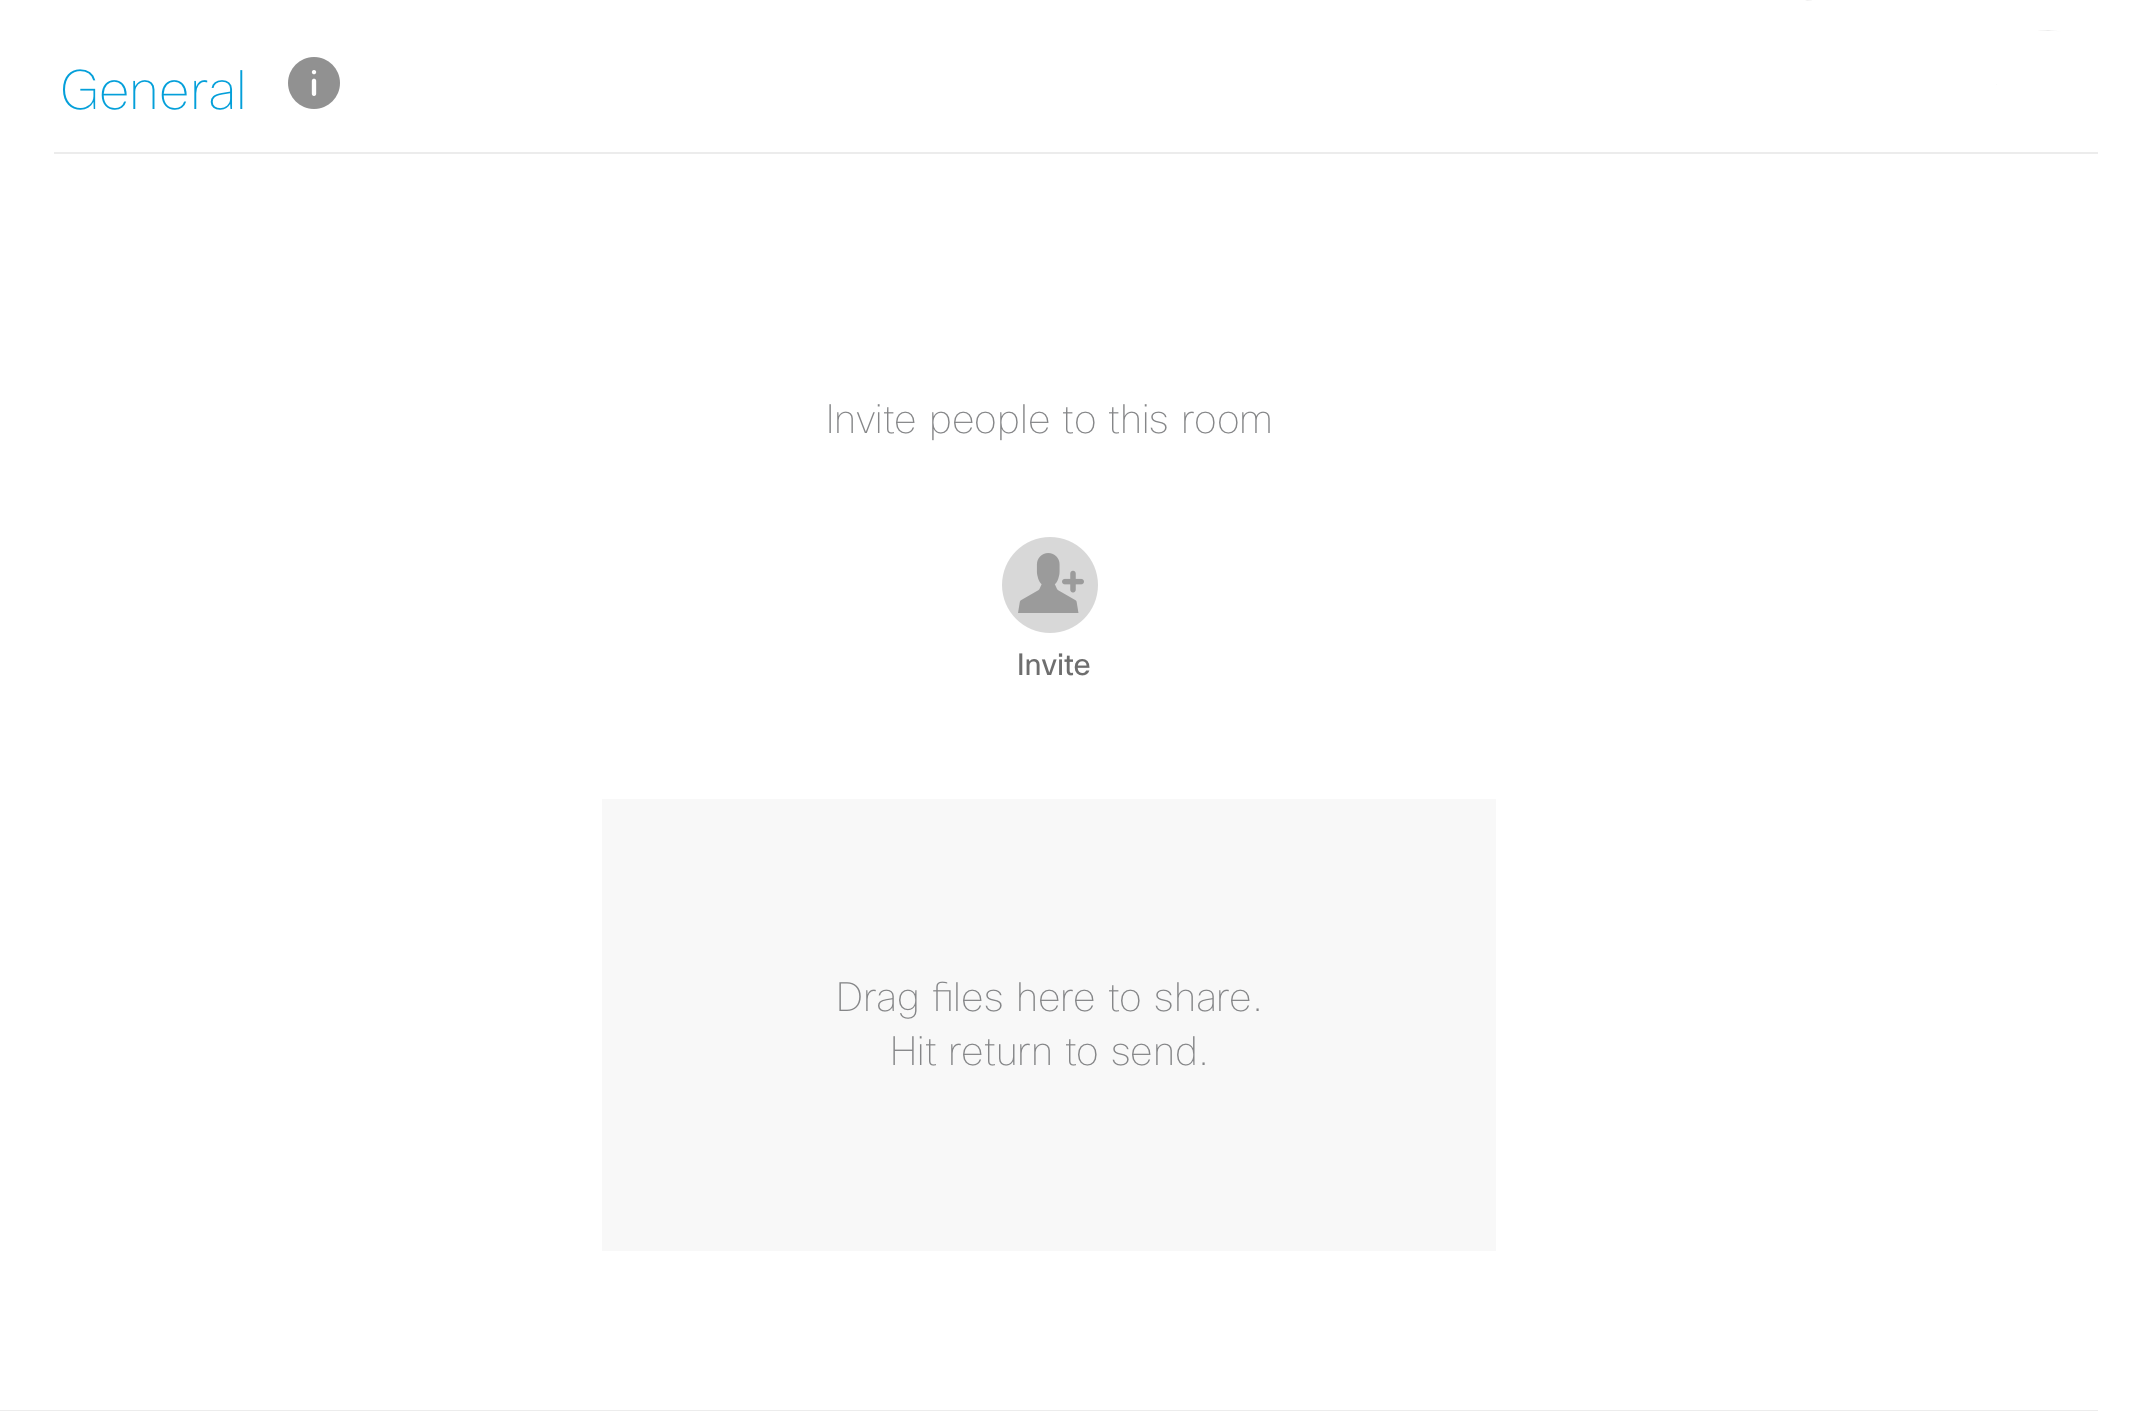 General
Invite people to this room
Invite
Drag files here to share.
Hit return to send.